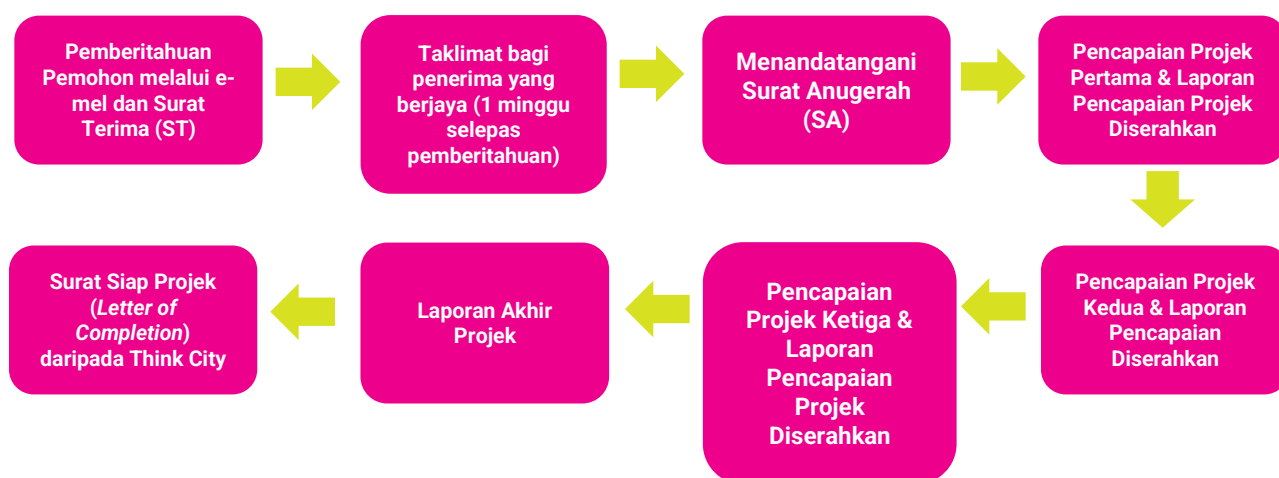 Pemberitahuan
Pemohon melalui e-
mel dan Surat
Terima (ST)
Taklimat bagi
penerima yang
berjaya (1 minggu
selepas
pemberitahuan)
Menandatangani
Surat Anugerah
(SA)
Pencapaian Projek
Pertama & Laporan
Pencapaian Projek
Diserahkan
Pencapaian Projek
Kedua & Laporan
Pencapaian
Diserahkan
Pencapaian
Projek Ketiga &
Laporan
Pencapaian
Projek
Diserahkan
Laporan Akhir
Projek
Surat Siap Projek
(Letter of
Completion)
daripada Think City